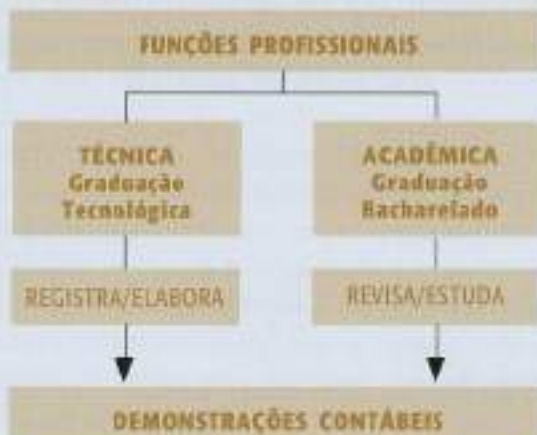 FUNÇÕES PROFISSIONAIS
TÉCNICA
Graduação
Tecnológica
ACADÊMICA
Graduação
Bacharelado
REGISTRA/ELABORA
REVISA/ESTUDA
DEMONSTRAÇÕES CONTÁBEIS